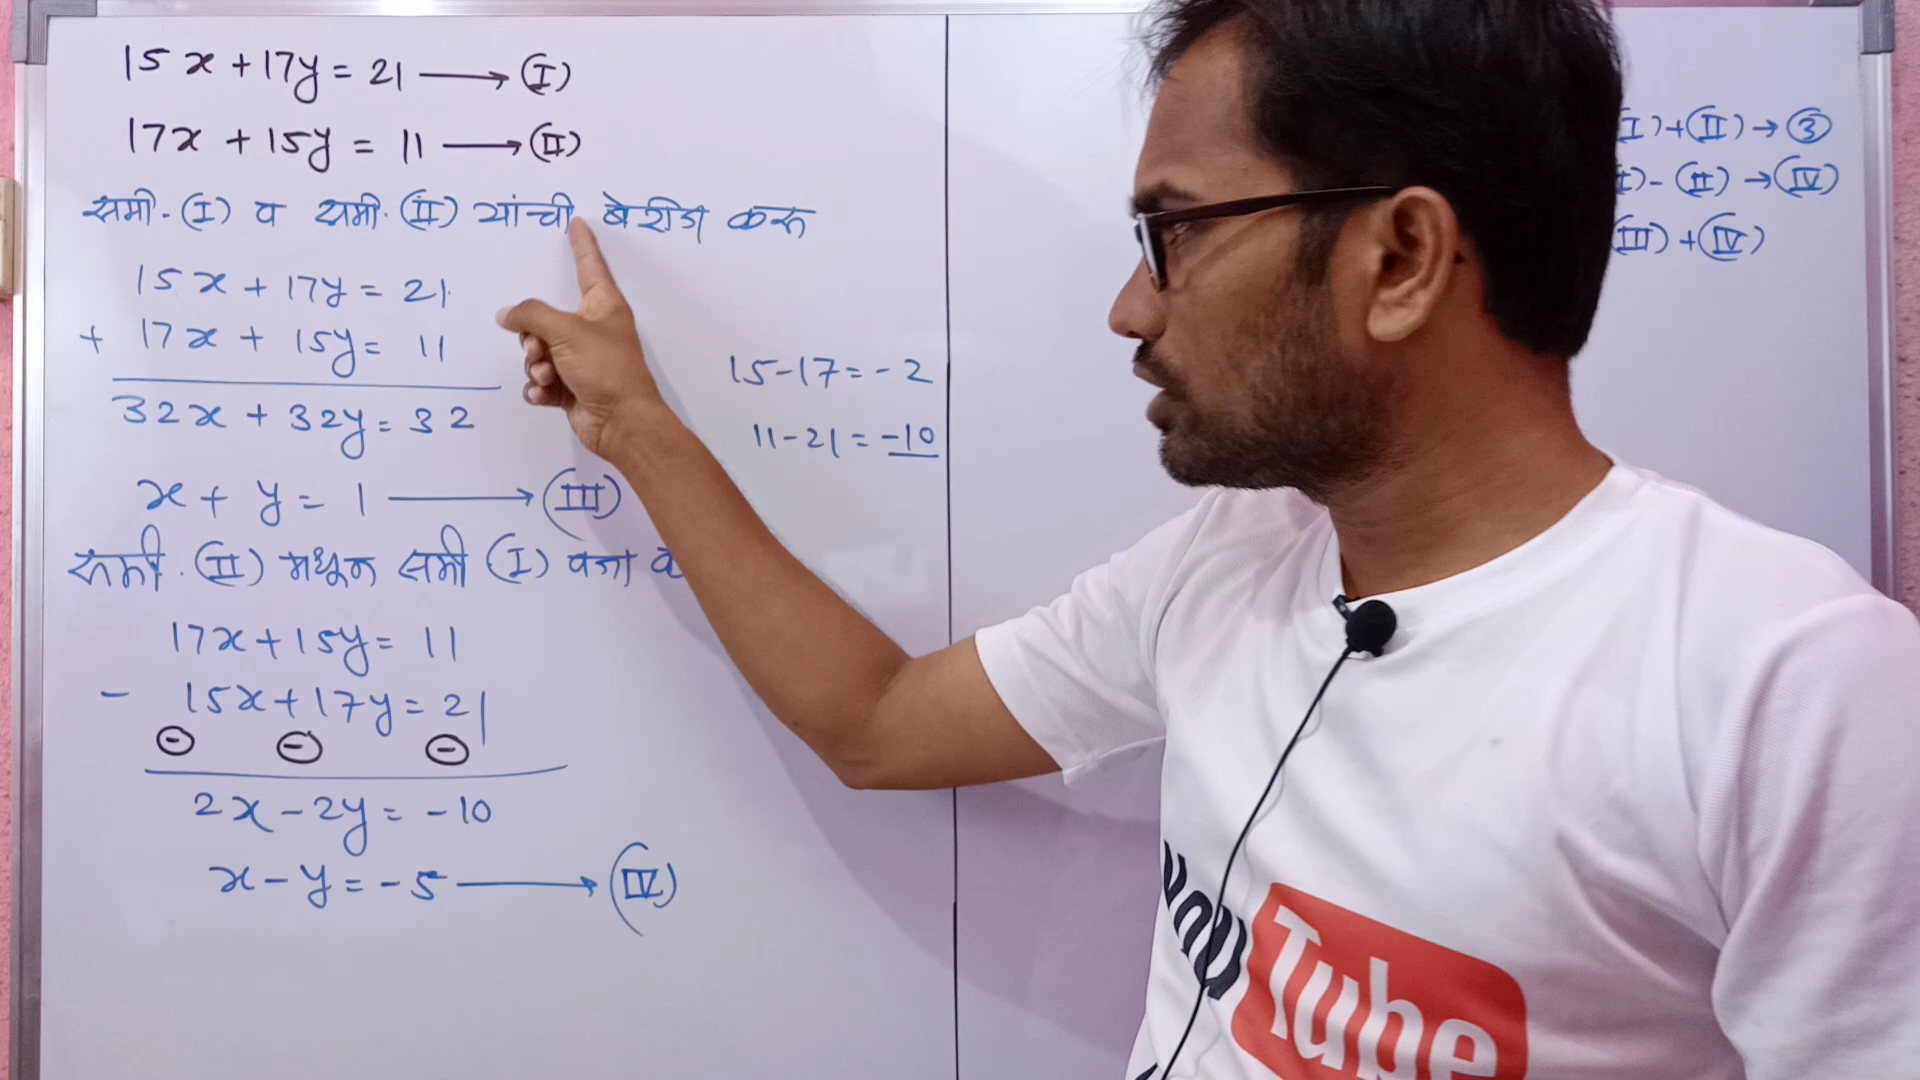 15x + 17y = 21 ⟶ (I)
17x + 15y = 11 ⟶ (II)
समी. (I) व समी. (II) यांची बेरीज करू
15x + 17y = 21
+ 17x + 15y = 11
32x + 32y = 32
x + y = 1 ⟶ (III)
समी. (II) मधून समी (I) वजा
17x + 15y = 11
- 15x + 17y = 21
⊖ ⊖ ⊖
2x - 2y = -10
x - y = -5 ⟶ (IV)
15 - 17 = -2
11 - 21 = -10
I) + (II) → ③
I) - (II) → (IV)
(III) + (IV)
Tube